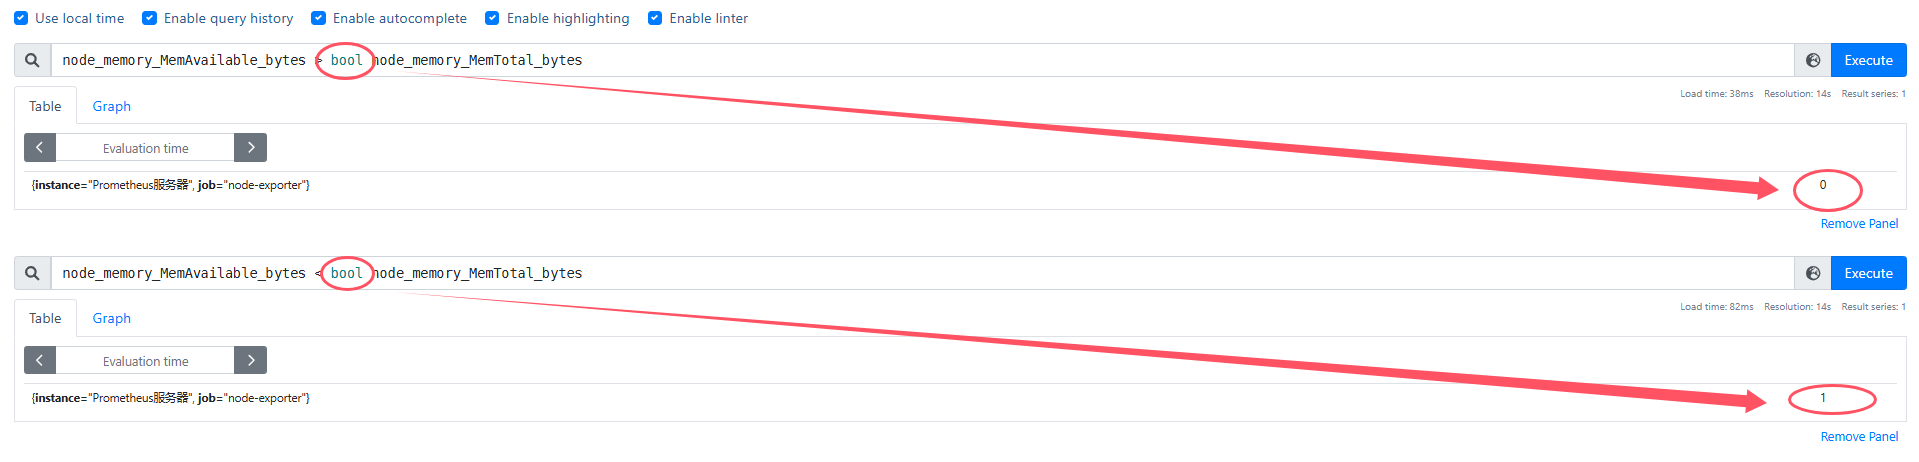 Use local time Enable query history Enable autocomplete Enable highlighting Enable linter
node_memory_MemAvailable_bytes > bool node_memory_MemTotal_bytes Execute
Table Graph Load time: 38ms Resolution: 14s Result series: 1
Evaluation time
{instance="Prometheus服务器", job="node-exporter"} 0
Remove Panel
node_memory_MemAvailable_bytes < bool node_memory_MemTotal_bytes Execute
Table Graph Load time: 82ms Resolution: 14s Result series: 1
Evaluation time
{instance="Prometheus服务器", job="node-exporter"} 1
Remove Panel